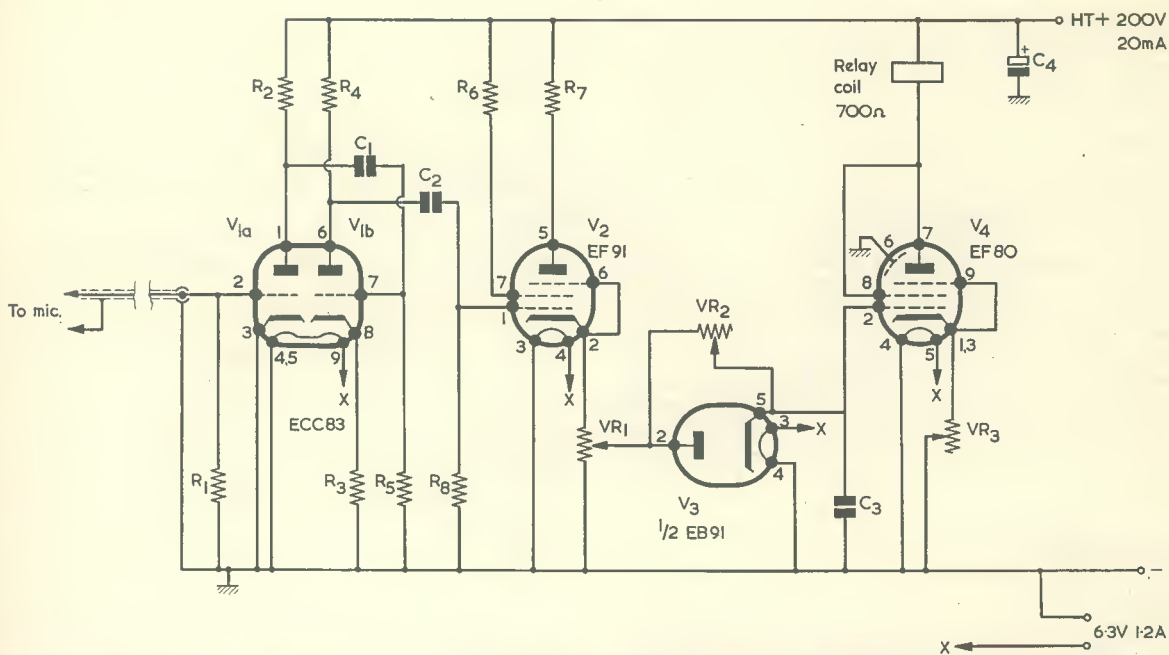 HT+ 200V
20mA
R2
R4
R6
R7
Relay
coil
700Ω
+
C4
C1
C2
V1a
1
6
V1b
5
V2
EF91
6
7
V4
EF80
2
7
7
6
8
9
To mic.
3
8
1
2
VR2
2
4,5
9
3
4
4
5
1,3
X
X
X
ECC83
5
VR1
2
3
X
VR3
R1
R3
R5
R8
4
V3
C3
1/2 EB91
-
6·3V 1·2A
X